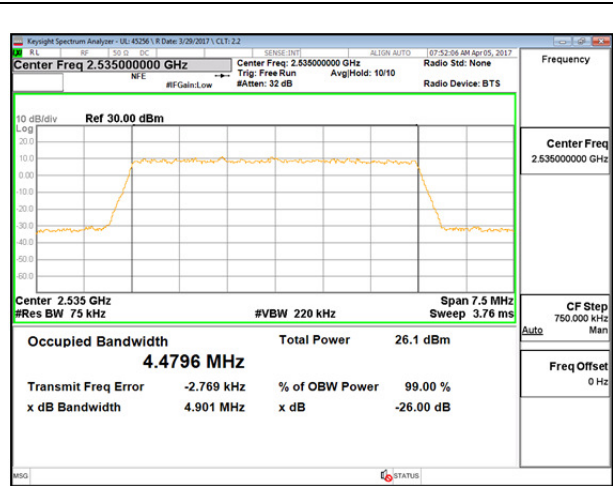 Keysight Spectrum Analyzer - UL: 45256 \ R Date: 3/29/2017 \ CLT: 2.2
RL RF 50 Ω DC SENSE:INT ALIGN AUTO 07:52:06 AM Apr 05, 2017
Center Freq 2.535000000 GHz
NFE
#IFGain:Low
Center Freq: 2.535000000 GHz
Trig: Free Run Avg|Hold: 10/10
#Atten: 32 dB
Radio Std: None
Radio Device: BTS
Frequency
10 dB/div Ref 30.00 dBm
Log
20.0
10.0
0.00
-10.0
-20.0
-30.0
-40.0
-50.0
-60.0
Center 2.535 GHz Span 7.5 MHz
#Res BW 75 kHz #VBW 220 kHz Sweep 3.76 ms
Center Freq
2.535000000 GHz
CF Step
750.000 kHz
Auto Man
Freq Offset
0 Hz
Occupied Bandwidth Total Power 26.1 dBm
4.4796 MHz
Transmit Freq Error -2.769 kHz % of OBW Power 99.00 %
x dB Bandwidth 4.901 MHz x dB -26.00 dB
MSG STATUS